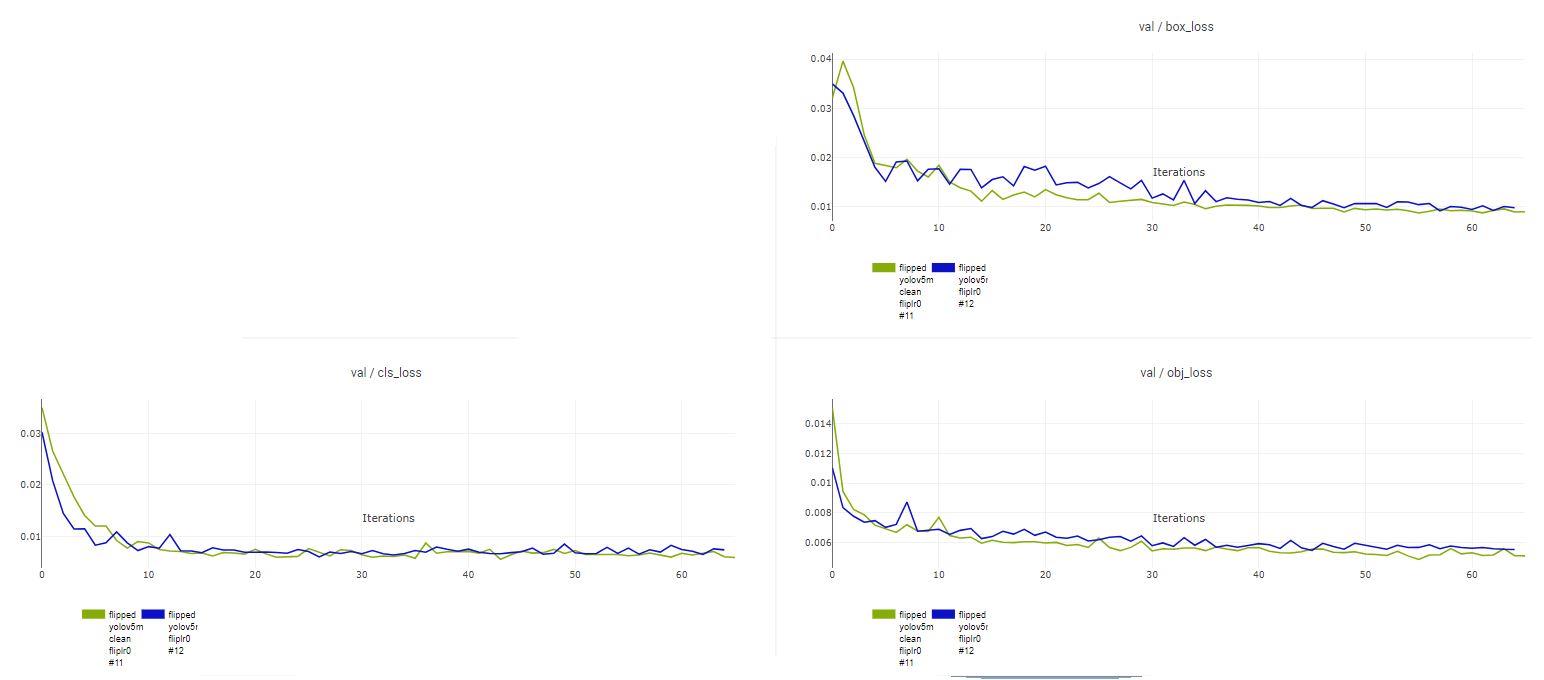 val / box_loss
0.04
0.03
0.02
0.01
Iterations
0 10 20 30 40 50 60
flipped flipped
yolov5m yolov5r
clean fliplr0
fliplr0 #12
#11
val / cls_loss
0.03
0.02
0.01
Iterations
0 10 20 30 40 50 60
flipped flipped
yolov5m yolov5r
clean fliplr0
fliplr0 #12
#11
val / obj_loss
0.014
0.012
0.01
0.008
0.006
Iterations
0 10 20 30 40 50 60
flipped flipped
yolov5m yolov5r
clean fliplr0
fliplr0 #12
#11